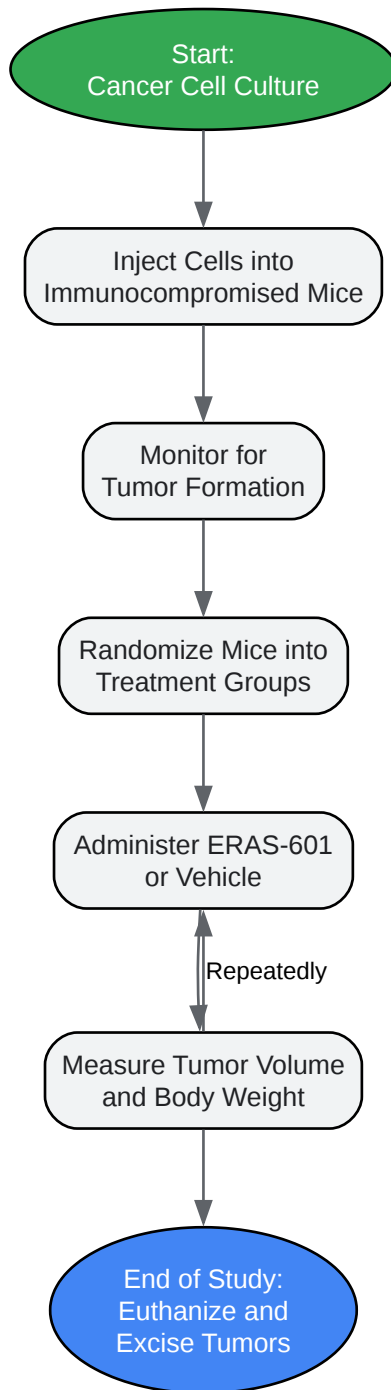 Start:
Cancer Cell Culture
Inject Cells into
Immunocompromised Mice
Monitor for
Tumor Formation
Randomize Mice into
Treatment Groups
Administer ERAS-601
or Vehicle
Repeatedly
Measure Tumor Volume
and Body Weight
End of Study:
Euthanize and
Excise Tumors